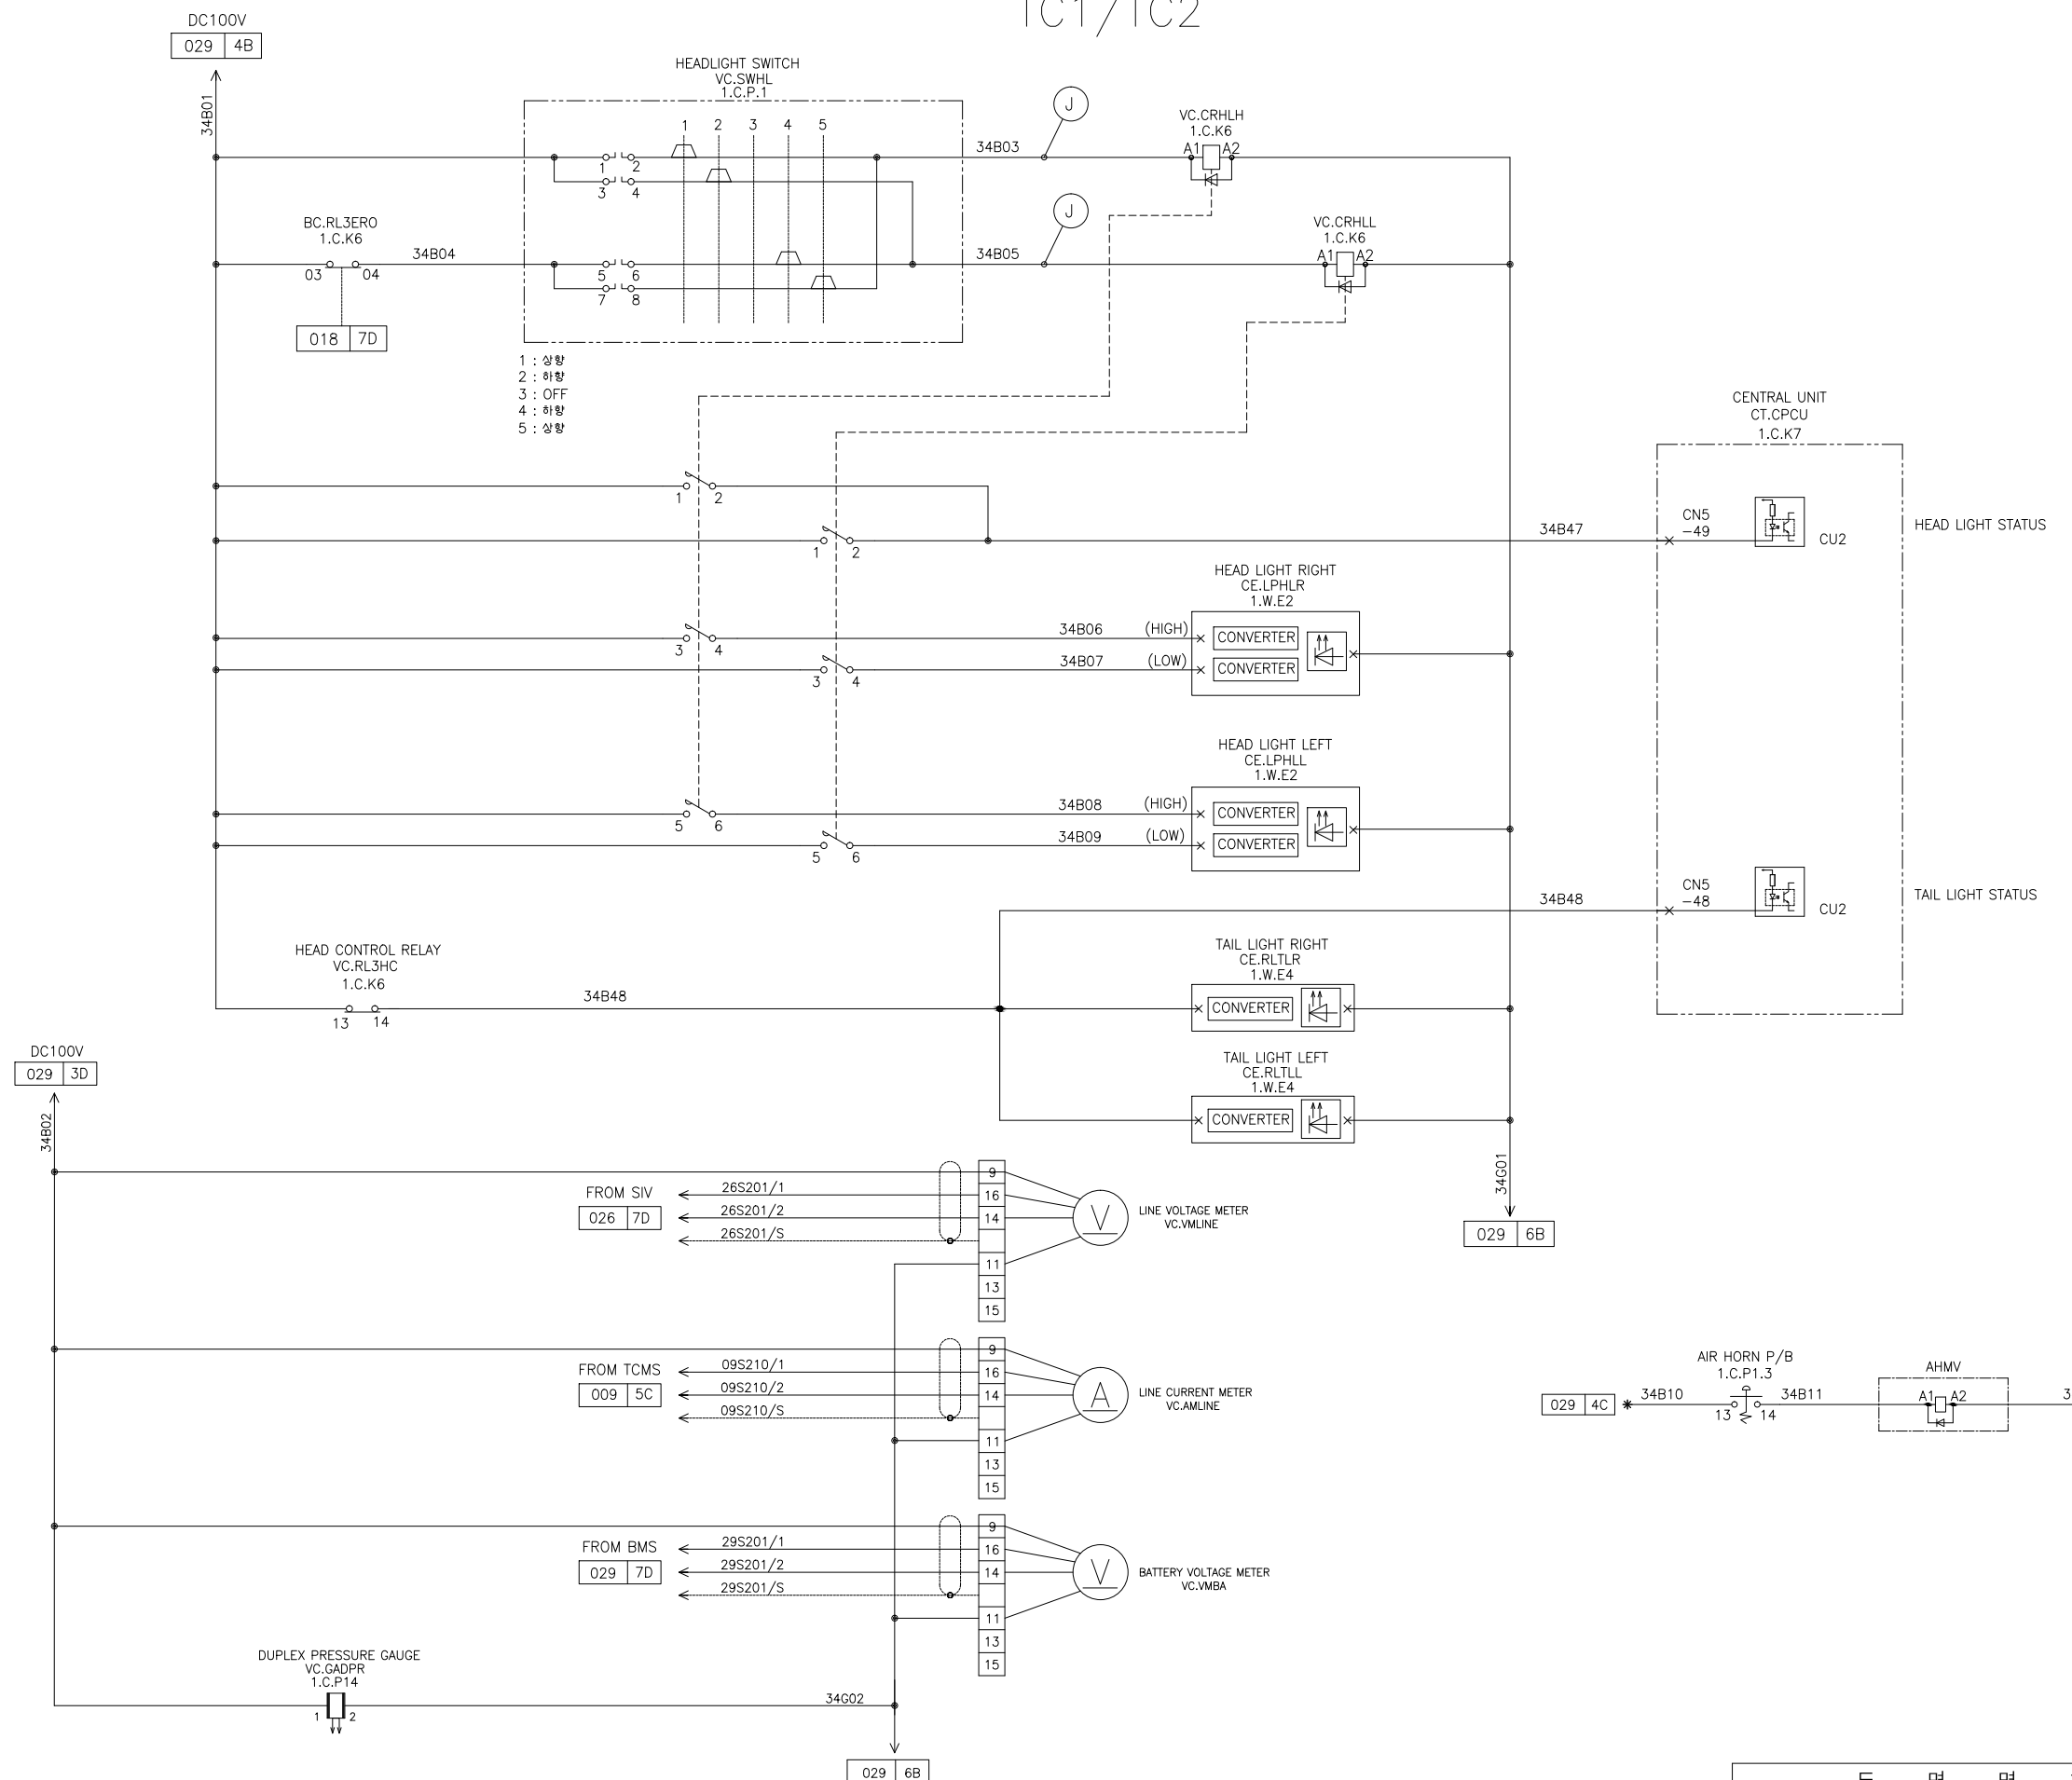 TC1/TC2
DC100V
029 4B
34B01
HEADLIGHT SWITCH
VC.SWHL
1.C.P.1
1 2 3 4 5
1 2
3 4
5 6
7 8
34B03
J
VC.CRHLH
1.C.K6
A1 A2
BC.RL3ERO
1.C.K6
03 04
34B04
018 7D
34B05
J
VC.CRHLL
1.C.K6
A1 A2
1 : 상향
2 : 하향
3 : OFF
4 : 하향
5 : 상향
CENTRAL UNIT
CT.CPCU
1.C.K7
1 2
1 2
34B47
CN5
-49
CU2
HEAD LIGHT STATUS
HEAD LIGHT RIGHT
CE.LPHLR
1.W.E2
3 4
34B06 (HIGH)
CONVERTER
3 4
34B07 (LOW)
CONVERTER
HEAD LIGHT LEFT
CE.LPHLL
1.W.E2
5 6
34B08 (HIGH)
CONVERTER
5 6
34B09 (LOW)
CONVERTER
34B48
CN5
-48
CU2
TAIL LIGHT STATUS
HEAD CONTROL RELAY
VC.RL3HC
1.C.K6
13 14
34B48
TAIL LIGHT RIGHT
CE.RLTLR
1.W.E4
CONVERTER
TAIL LIGHT LEFT
CE.RLTLL
1.W.E4
CONVERTER
34G01
029 6B
DC100V
029 3D
34B02
FROM SIV
026 7D
26S201/1
26S201/2
26S201/S
9
16
14
11
13
15
V
LINE VOLTAGE METER
VC.VMLINE
FROM TCMS
009 5C
09S210/1
09S210/2
09S210/S
9
16
14
11
13
15
A
LINE CURRENT METER
VC.AMLINE
FROM BMS
029 7D
29S201/1
29S201/2
29S201/S
9
16
14
11
13
15
V
BATTERY VOLTAGE METER
VC.VMBA
DUPLEX PRESSURE GAUGE
VC.GADPR
1.C.P14
1 2
34G02
029 6B
029 4C
34B10
AIR HORN P/B
1.C.P1.3
13 14
34B11
AHMV
A1 A2
3